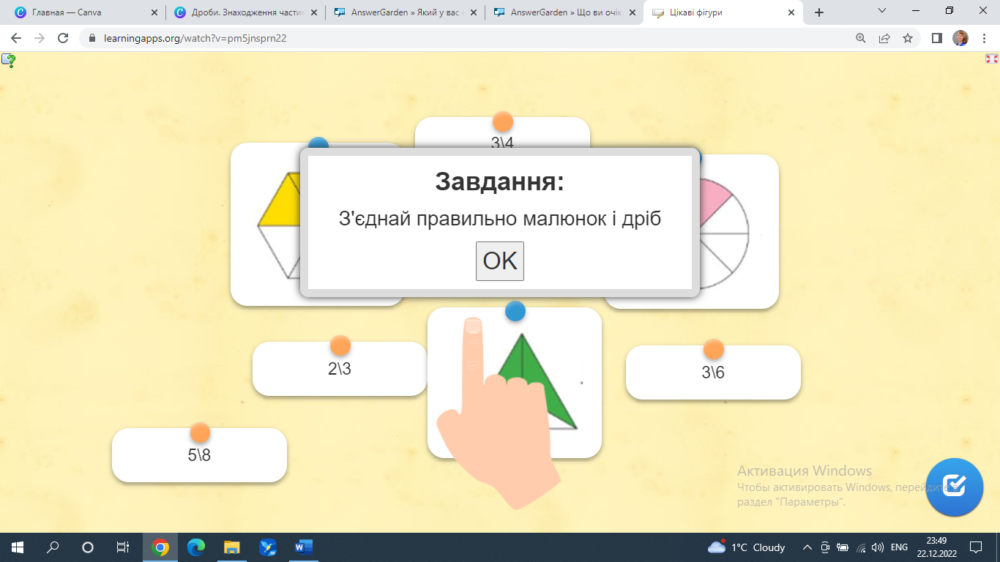 Главная — Canva
Дроби. Знаходження частин
AnswerGarden » Який у вас с
AnswerGarden » Що ви очік
Цікаві фігури
learningapps.org/watch?v=pm5jnsprn22
3\4
Завдання:
З'єднай правильно малюнок і дріб
OK
2\3
3\6
5\8
Активация Windows
Чтобы активировать Windows, перейдите в
раздел "Параметры".
1°C Cloudy
ENG
23:49
22.12.2022